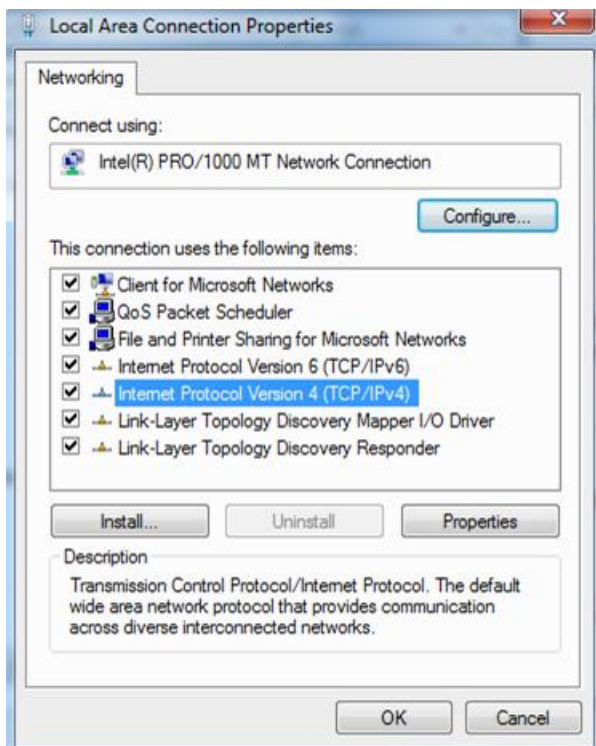 Local Area Connection Properties
Networking
Connect using:
Intel(R) PRO/1000 MT Network Connection
Configure...
This connection uses the following items:
Client for Microsoft Networks
QoS Packet Scheduler
File and Printer Sharing for Microsoft Networks
Internet Protocol Version 6 (TCP/IPv6)
Internet Protocol Version 4 (TCP/IPv4)
Link-Layer Topology Discovery Mapper I/O Driver
Link-Layer Topology Discovery Responder
Install... Uninstall Properties
Description
Transmission Control Protocol/Internet Protocol. The default
wide area network protocol that provides communication
across diverse interconnected networks.
OK Cancel